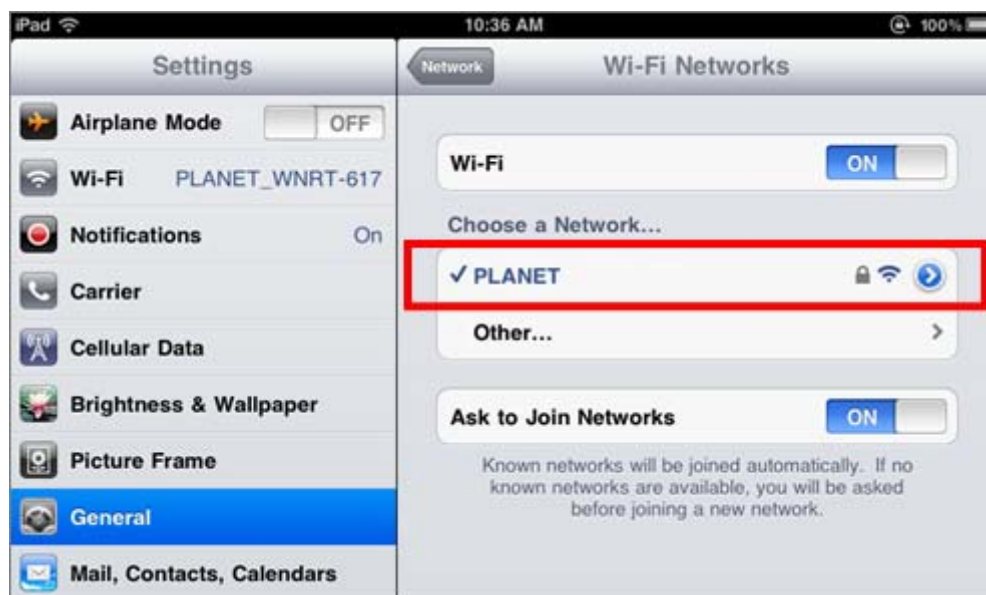 iPad 10:36 AM 100%
Settings
Airplane Mode OFF
Wi-Fi PLANET_WNRT-617
Notifications On
Carrier
Cellular Data
Brightness & Wallpaper
Picture Frame
General
Mail, Contacts, Calendars
Network Wi-Fi Networks
Wi-Fi ON
Choose a Network...
PLANET
Other...
Ask to Join Networks ON
Known networks will be joined automatically. If no
known networks are available, you will be asked
before joining a new network.